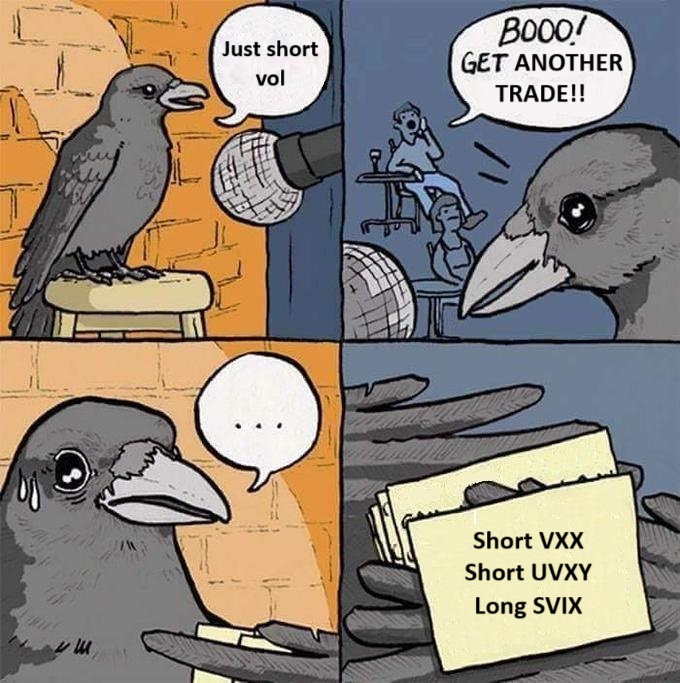 Just short
vol
BOOO!
GET ANOTHER
TRADE!!
. . .
Short VXX
Short UVXY
Long SVIX